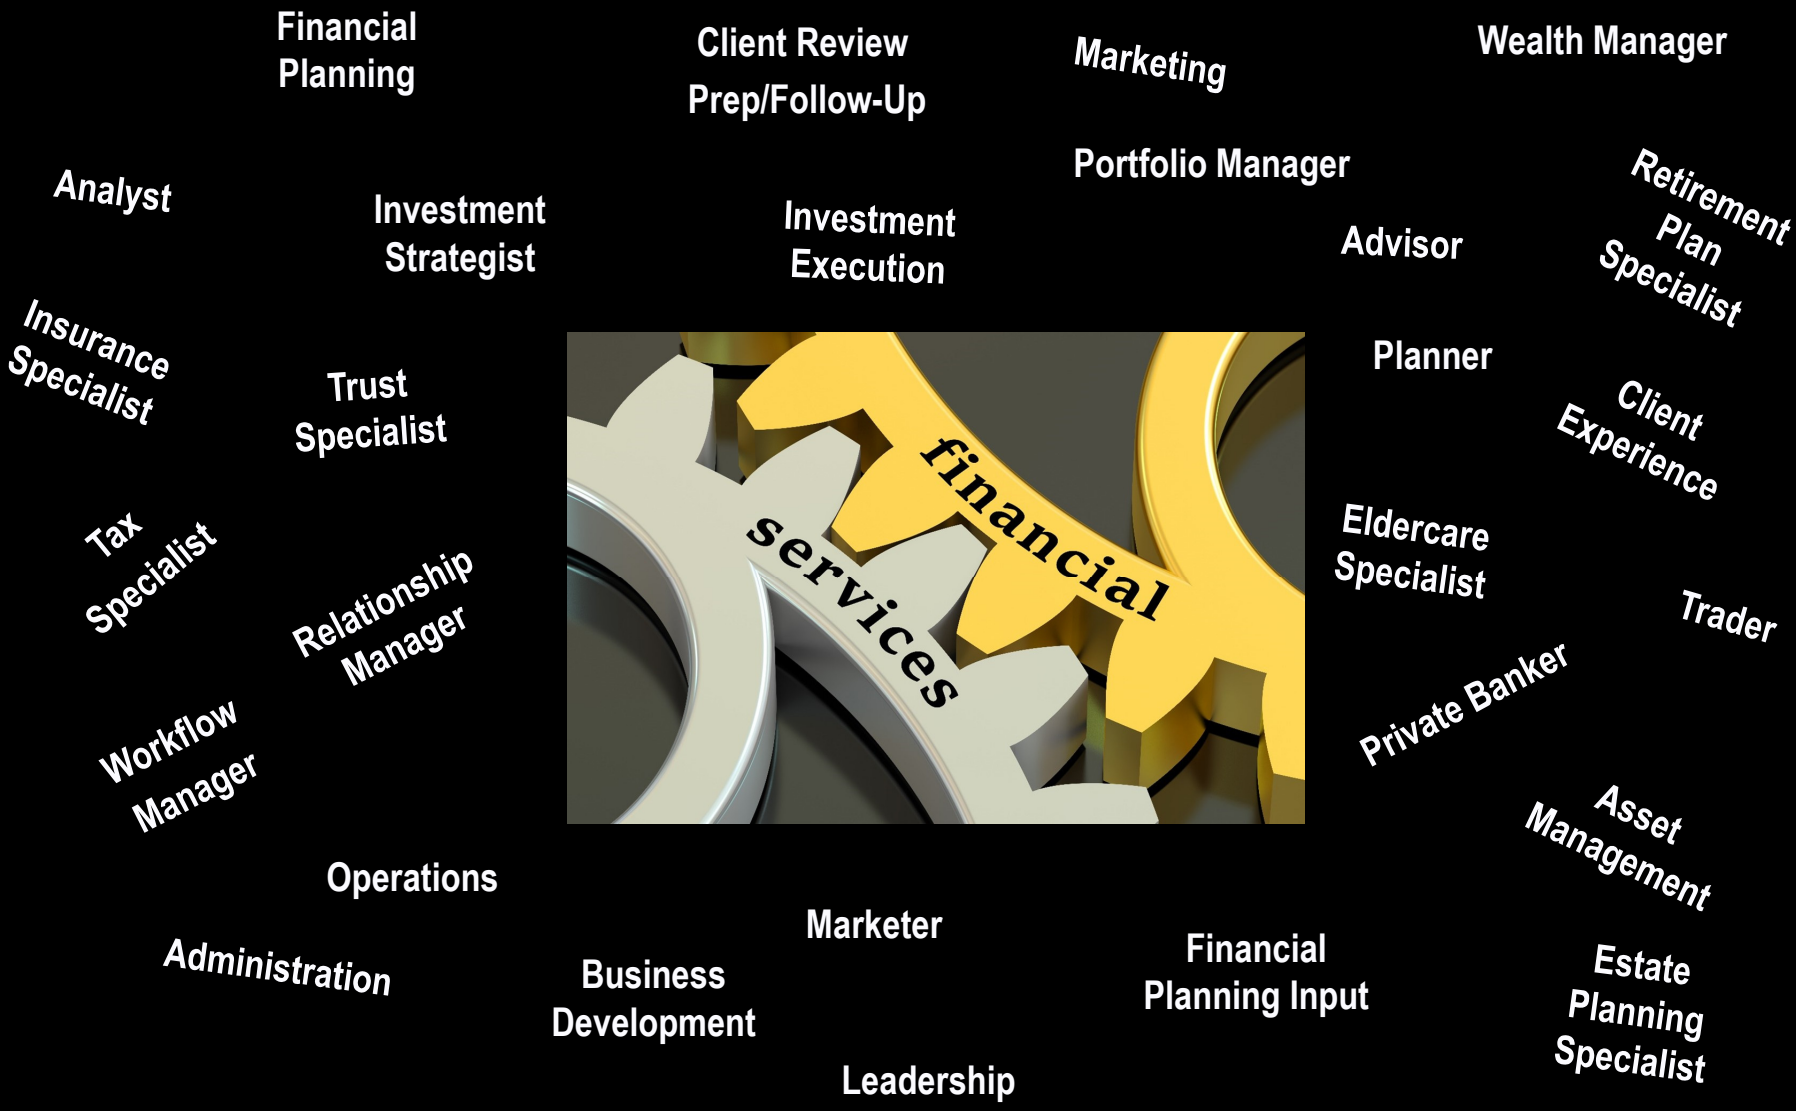 Financial
Planning
Client Review
Prep/Follow-Up
Marketing
Wealth Manager
Analyst
Investment
Strategist
Investment
Execution
Portfolio Manager
Advisor
Retirement
Plan
Specialist
Insurance
Specialist
Trust
Specialist
financial
services
Planner
Client
Experience
Tax
Specialist
Relationship
Manager
Eldercare
Specialist
Trader
Workflow
Manager
Private Banker
Asset
Management
Operations
Administration
Business
Development
Marketer
Financial
Planning Input
Estate
Planning
Specialist
Leadership